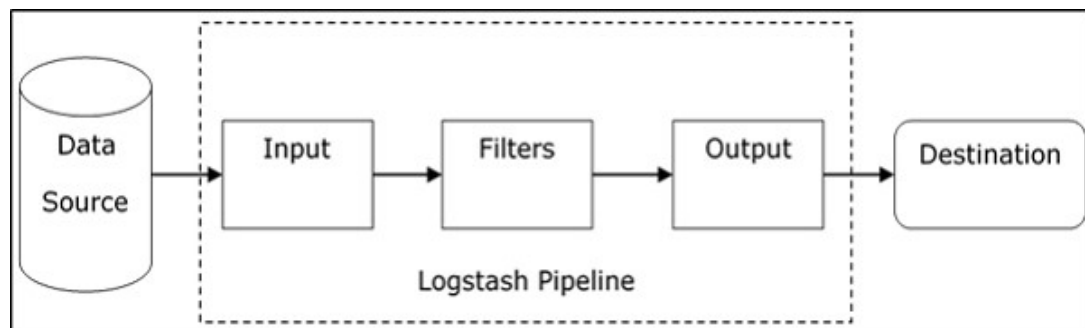 Data
Source
Input
Filters
Output
Destination
Logstash Pipeline